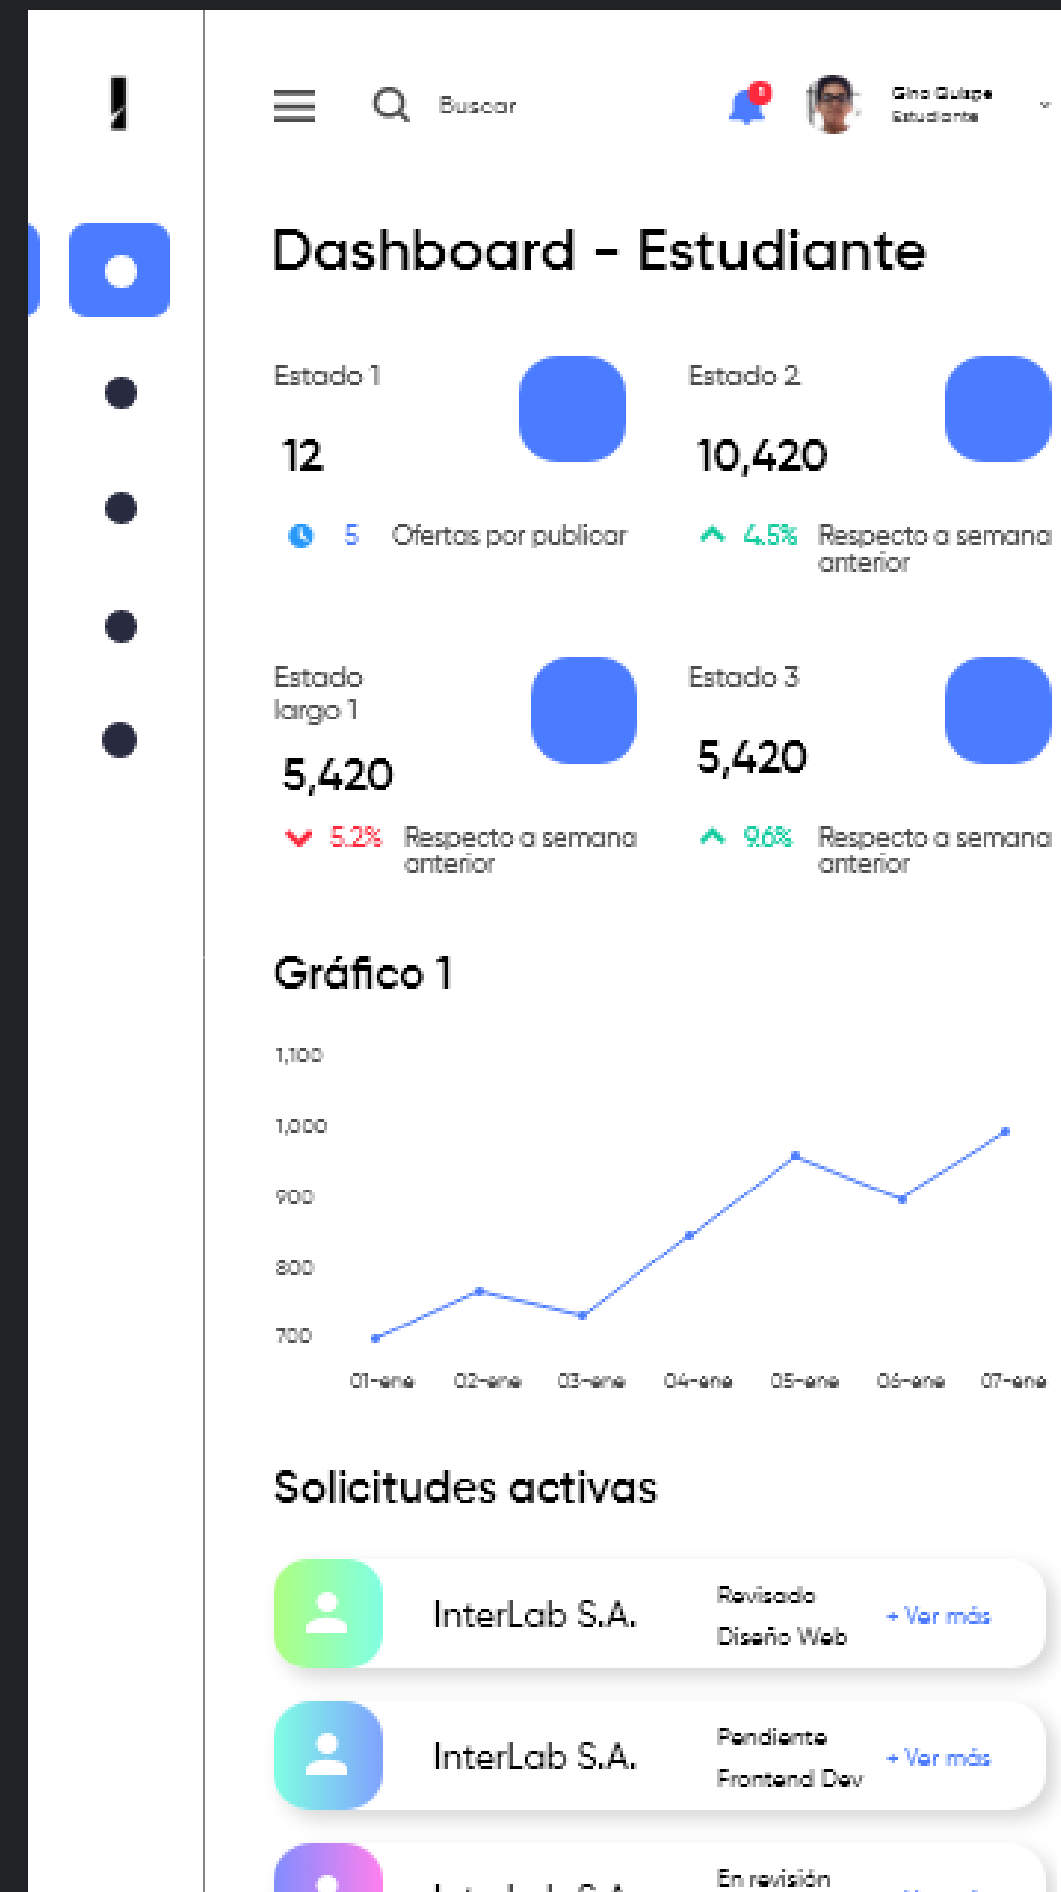 Buscar
1
Gino Quispe
Estudiante
Dashboard - Estudiante
Estado 1
12
5 Ofertas por publicar
Estado 2
10,420
4.5% Respecto a semana
anterior
Estado
largo 1
5,420
5.2% Respecto a semana
anterior
Estado 3
5,420
9.6% Respecto a semana
anterior
Gráfico 1
1,100
1,000
900
800
700
01-ene 02-ene 03-ene 04-ene 05-ene 06-ene 07-ene
Solicitudes activas
InterLab S.A.
Revisado
Diseño Web
+ Ver más
InterLab S.A.
Pendiente
Frontend Dev
+ Ver más
En revisión